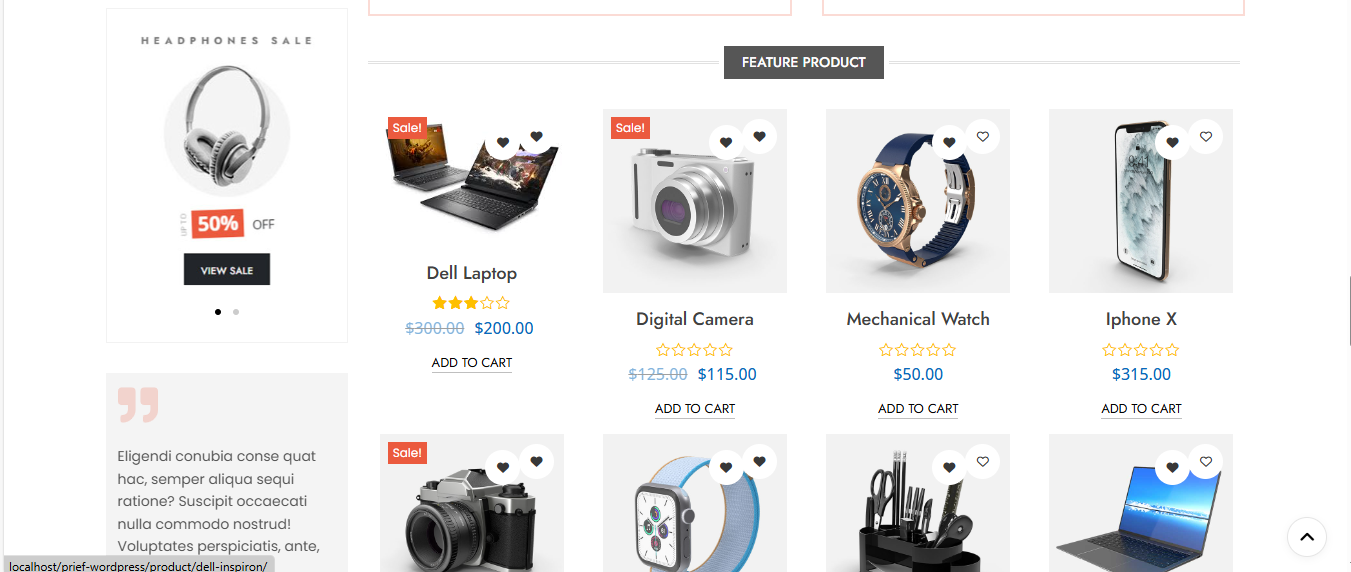 HEADPHONES SALE
UPTO
50% OFF
VIEW SALE
Eligendi conubia conse quat
hac, semper aliqua sequi
ratione? Suscipit occaecati
nulla commodo nostrud!
Voluptates perspiciatis, ante,
FEATURE PRODUCT
Sale!
Dell Laptop
$300.00 $200.00
ADD TO CART
Sale!
Digital Camera
$125.00 $115.00
ADD TO CART
Mechanical Watch
$50.00
ADD TO CART
Iphone X
$315.00
ADD TO CART
Sale!
localhost/prief-wordpress/product/dell-inspiron/